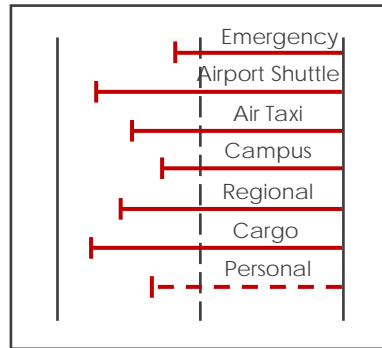 Emergency
Airport Shuttle
Air Taxi
Campus
Regional
Cargo
Personal